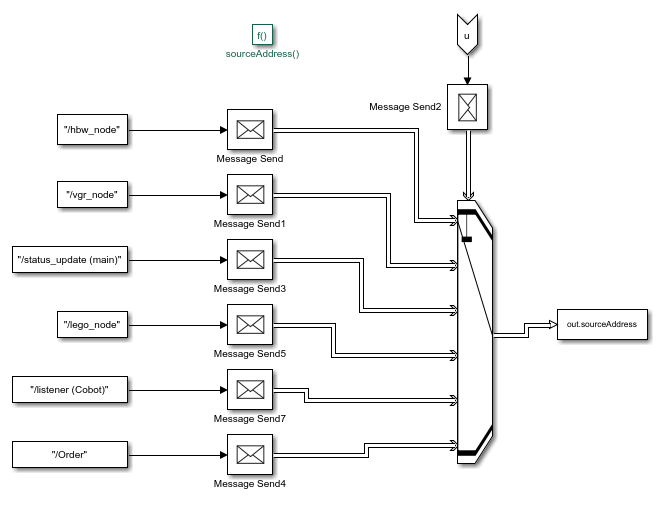 f()
sourceAddress()
u
Message Send2
"/hbw_node"
Message Send
"/vgr_node"
Message Send1
"/status_update (main)"
Message Send3
"/lego_node"
Message Send5
out.sourceAddress
"/listener (Cobot)"
Message Send7
"/Order"
Message Send4